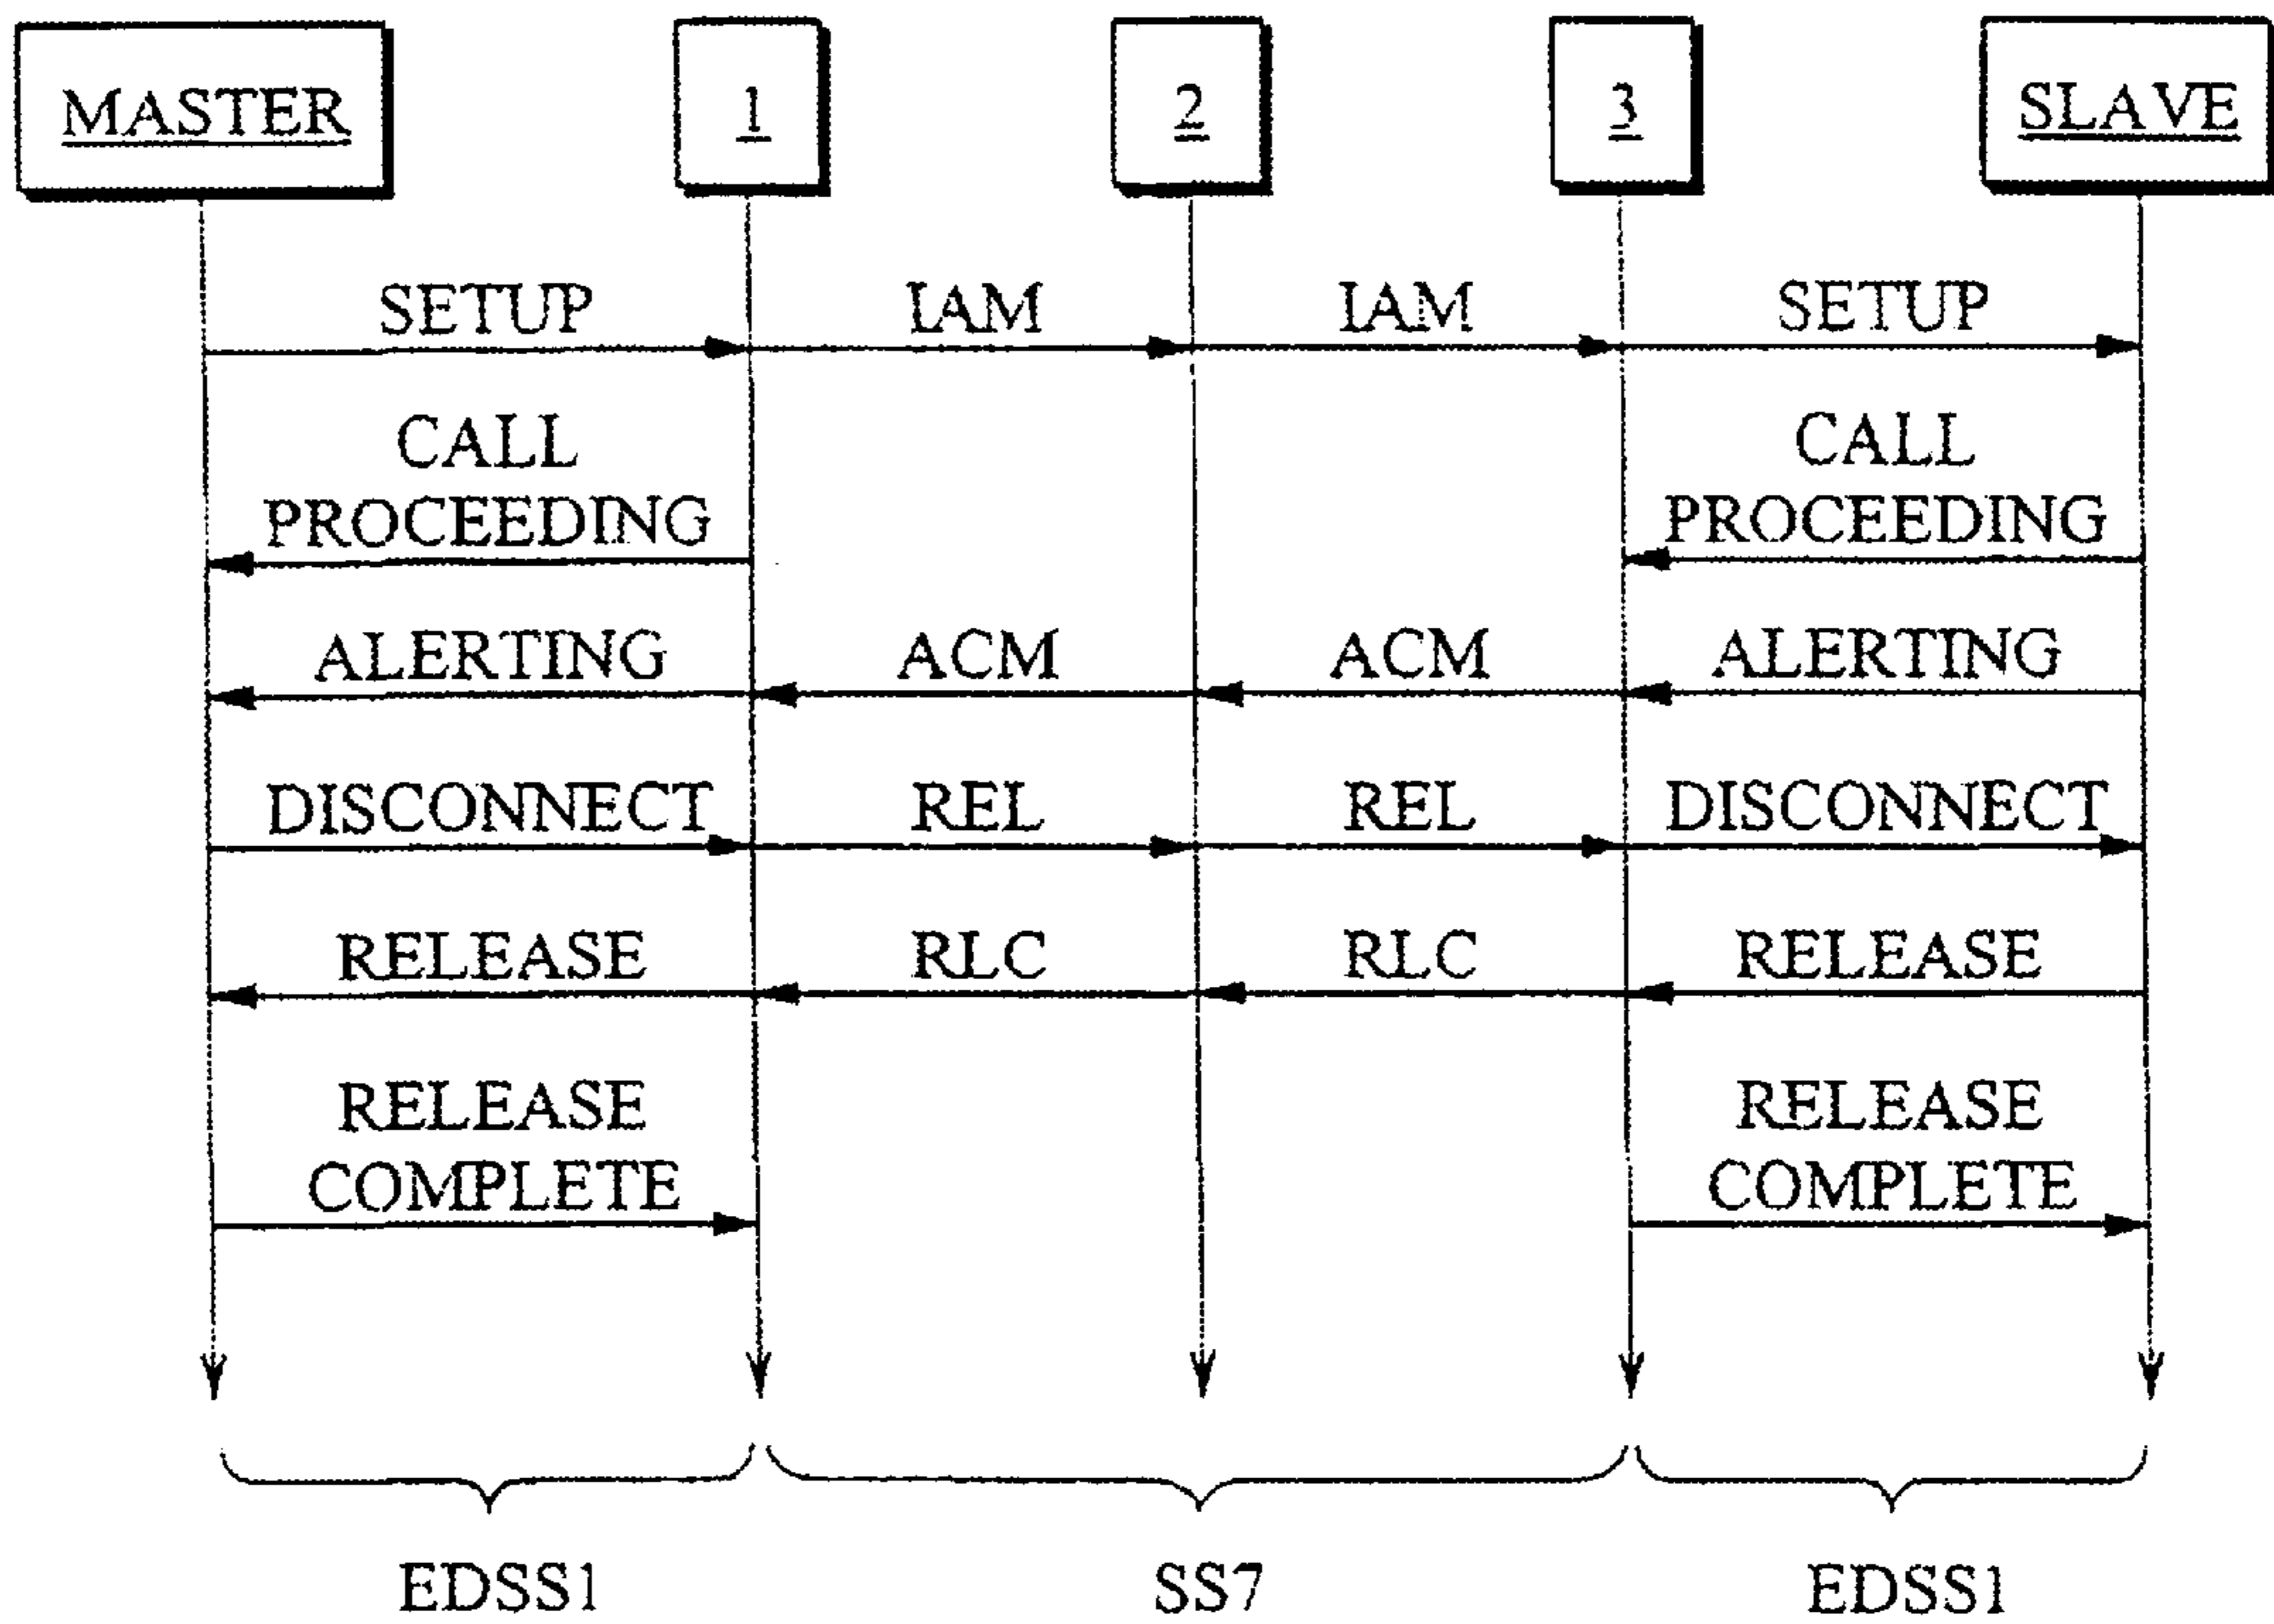 MASTER 1 2 3 SLAVE
SETUP IAM IAM SETUP
CALL CALL
PROCEEDING PROCEEDING
ALERTING ACM ACM ALERTING
DISCONNECT REL REL DISCONNECT
RELEASE RLC RLC RELEASE
RELEASE RELEASE
COMPLETE COMPLETE
EDSS1 SS7 EDSS1